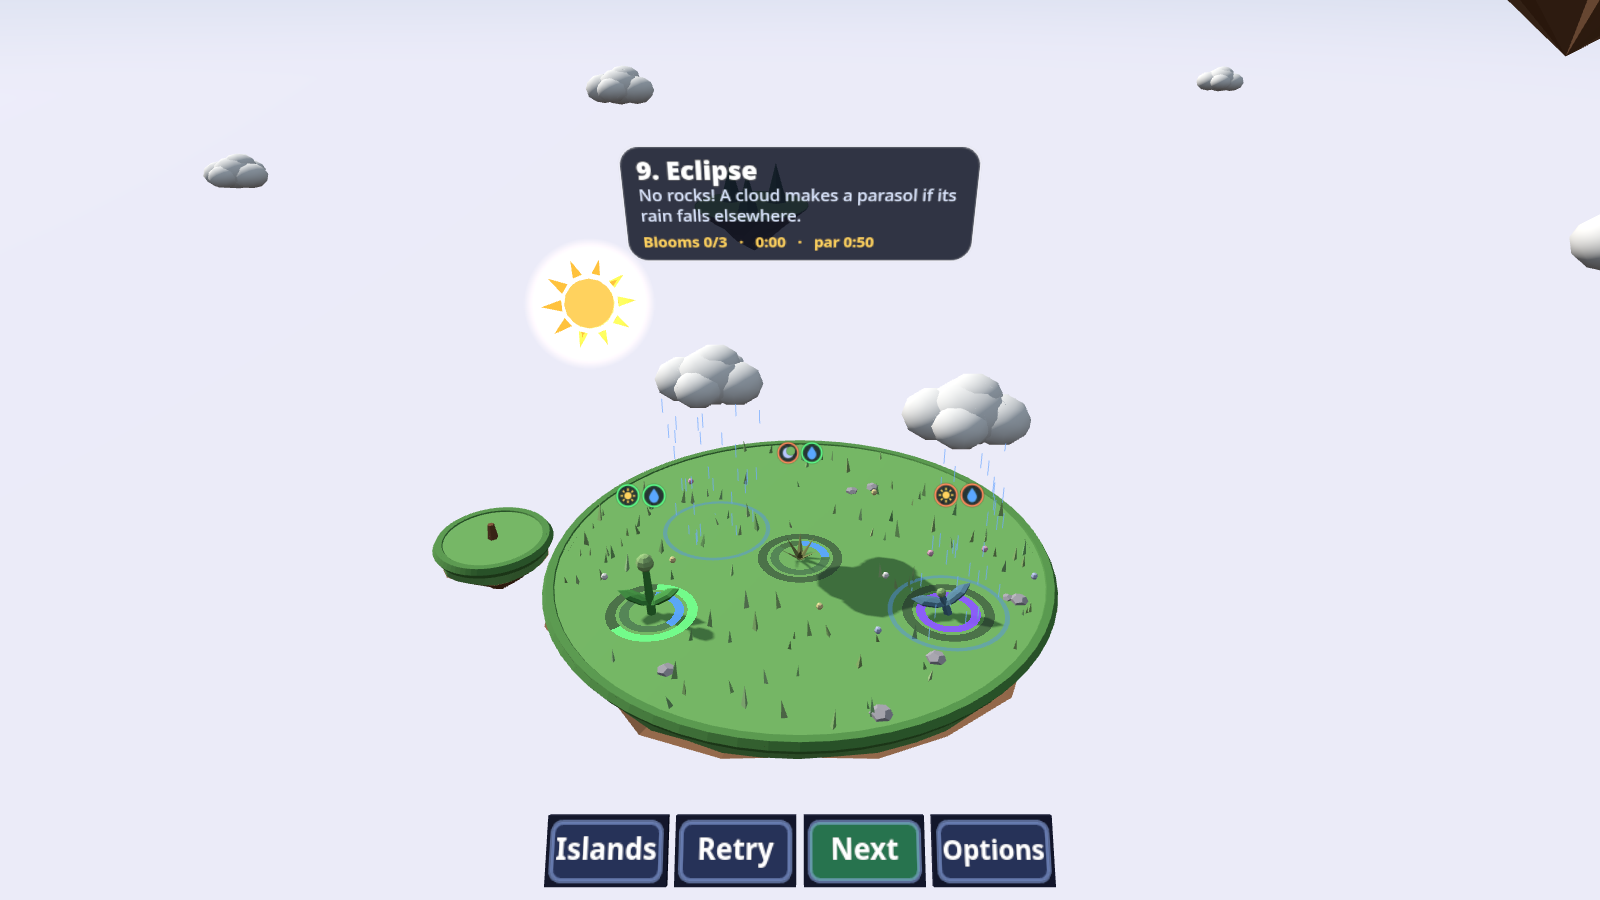 9. Eclipse
No rocks! A cloud makes a parasol if its
rain falls elsewhere.
Blooms 0/3 · 0:00 · par 0:50
Islands
Retry
Next
Options